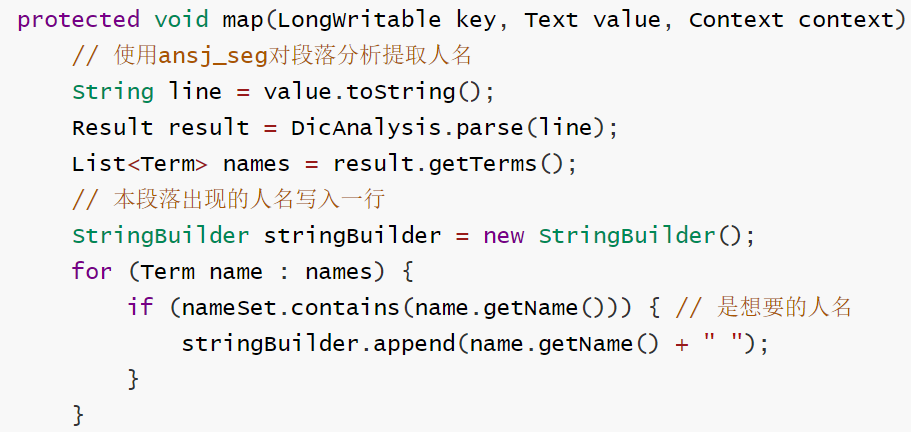 protected void map(LongWritable key, Text value, Context context)
    // 使用ansj_seg对段落分析提取人名
    String line = value.toString();
    Result result = DicAnalysis.parse(line);
    List<Term> names = result.getTerms();
    // 本段落出现的人名写入一行
    StringBuilder stringBuilder = new StringBuilder();
    for (Term name : names) {
        if (nameSet.contains(name.getName())) { // 是想要的人名
            stringBuilder.append(name.getName() + " ");
        }
    }